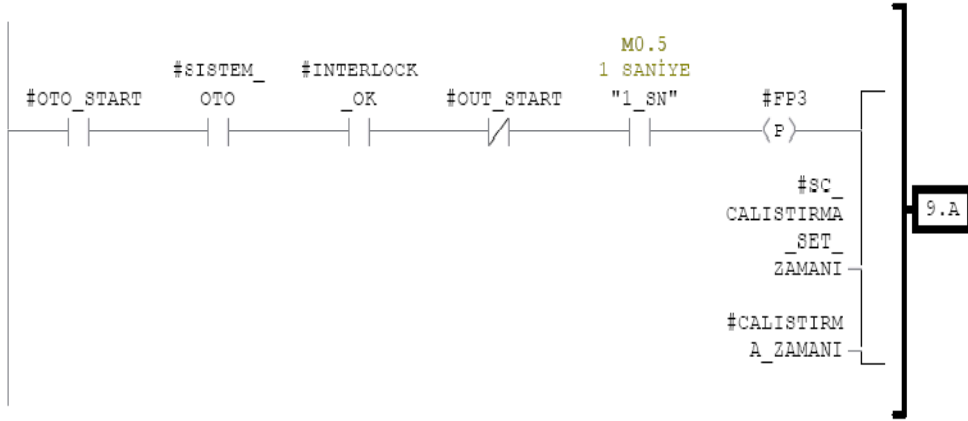 M0.5
#SISTEM_ #INTERLOCK 1 SANİYE
#OTO_START OTO _OK #OUT_START "1_SN" #FP3
P
#SC_
CALISTIRMA
_SET_
ZAMANI
9.A
#CALISTIRM
A_ZAMANI